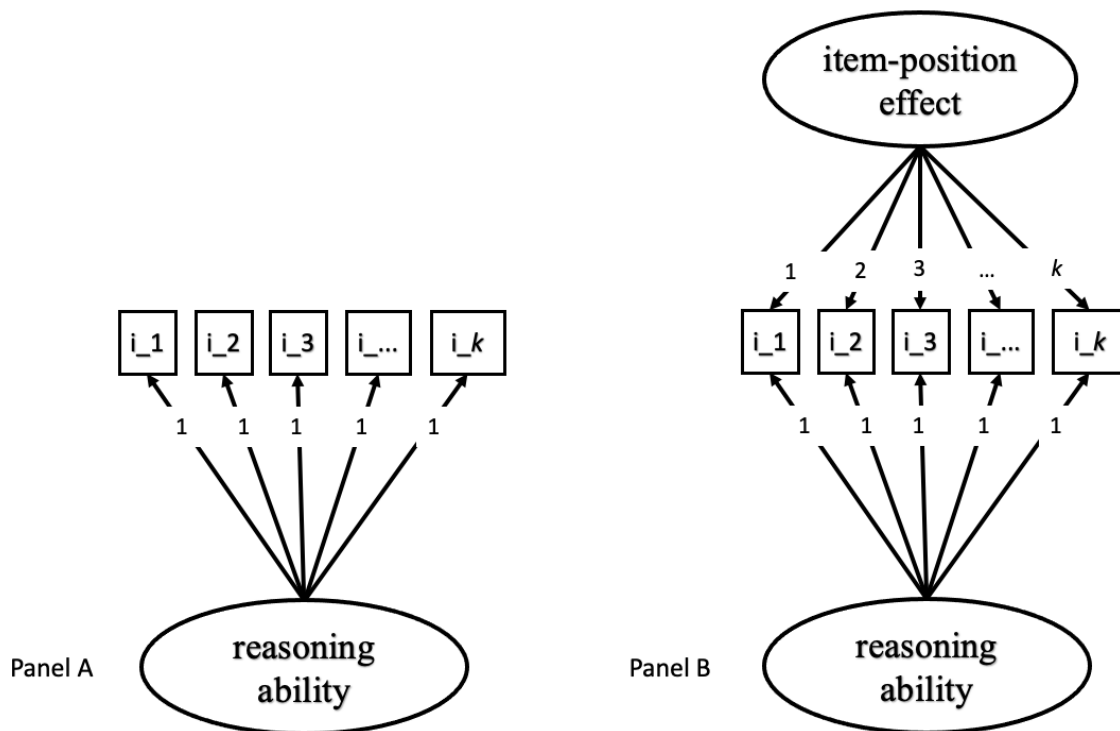 item-position
effect
1 2 3 ... k
i_1 i_2 i_3 i_... i_k
i_1 i_2 i_3 i_... i_k
1 1 1 1 1
1 1 1 1 1
reasoning
ability
reasoning
ability
Panel A
Panel B